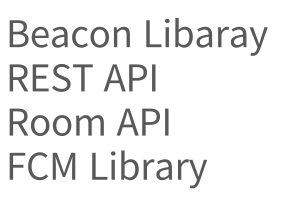 Beacon Libaray
REST API
Room API
FCM Library